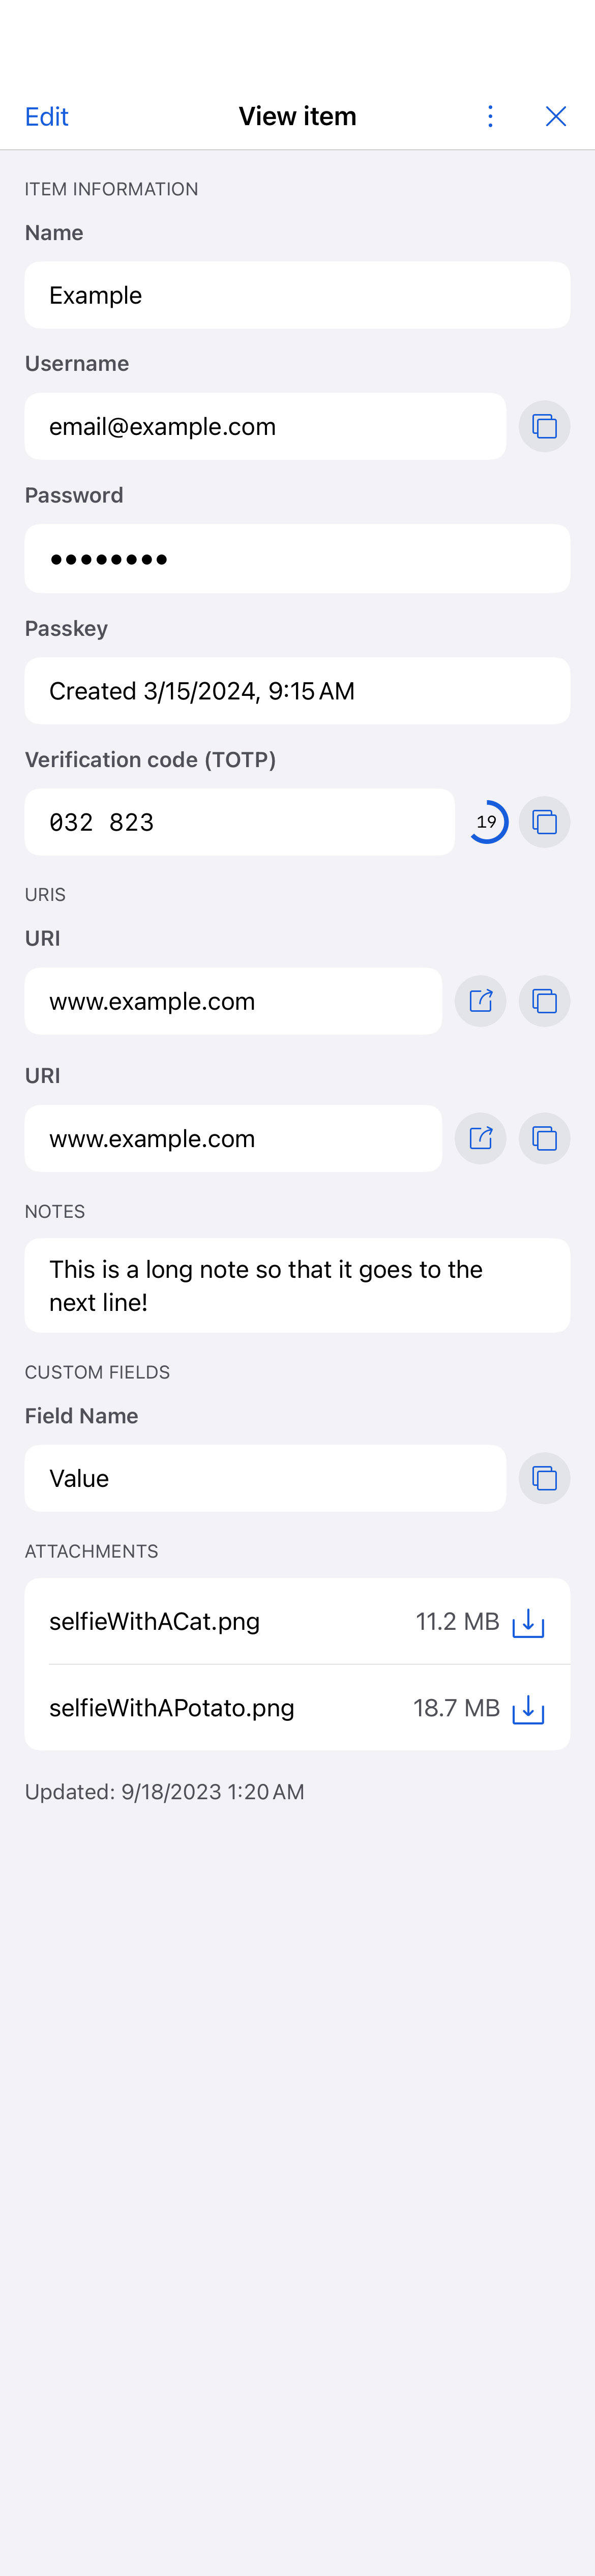 Edit View item
ITEM INFORMATION
Name
Example
Username
email@example.com
Password
••••••••
Passkey
Created 3/15/2024, 9:15 AM
Verification code (TOTP)
032 823 19
URIS
URI
www.example.com
URI
www.example.com
NOTES
This is a long note so that it goes to the
next line!
CUSTOM FIELDS
Field Name
Value
ATTACHMENTS
selfieWithACat.png 11.2 MB
selfieWithAPotato.png 18.7 MB
Updated: 9/18/2023 1:20 AM